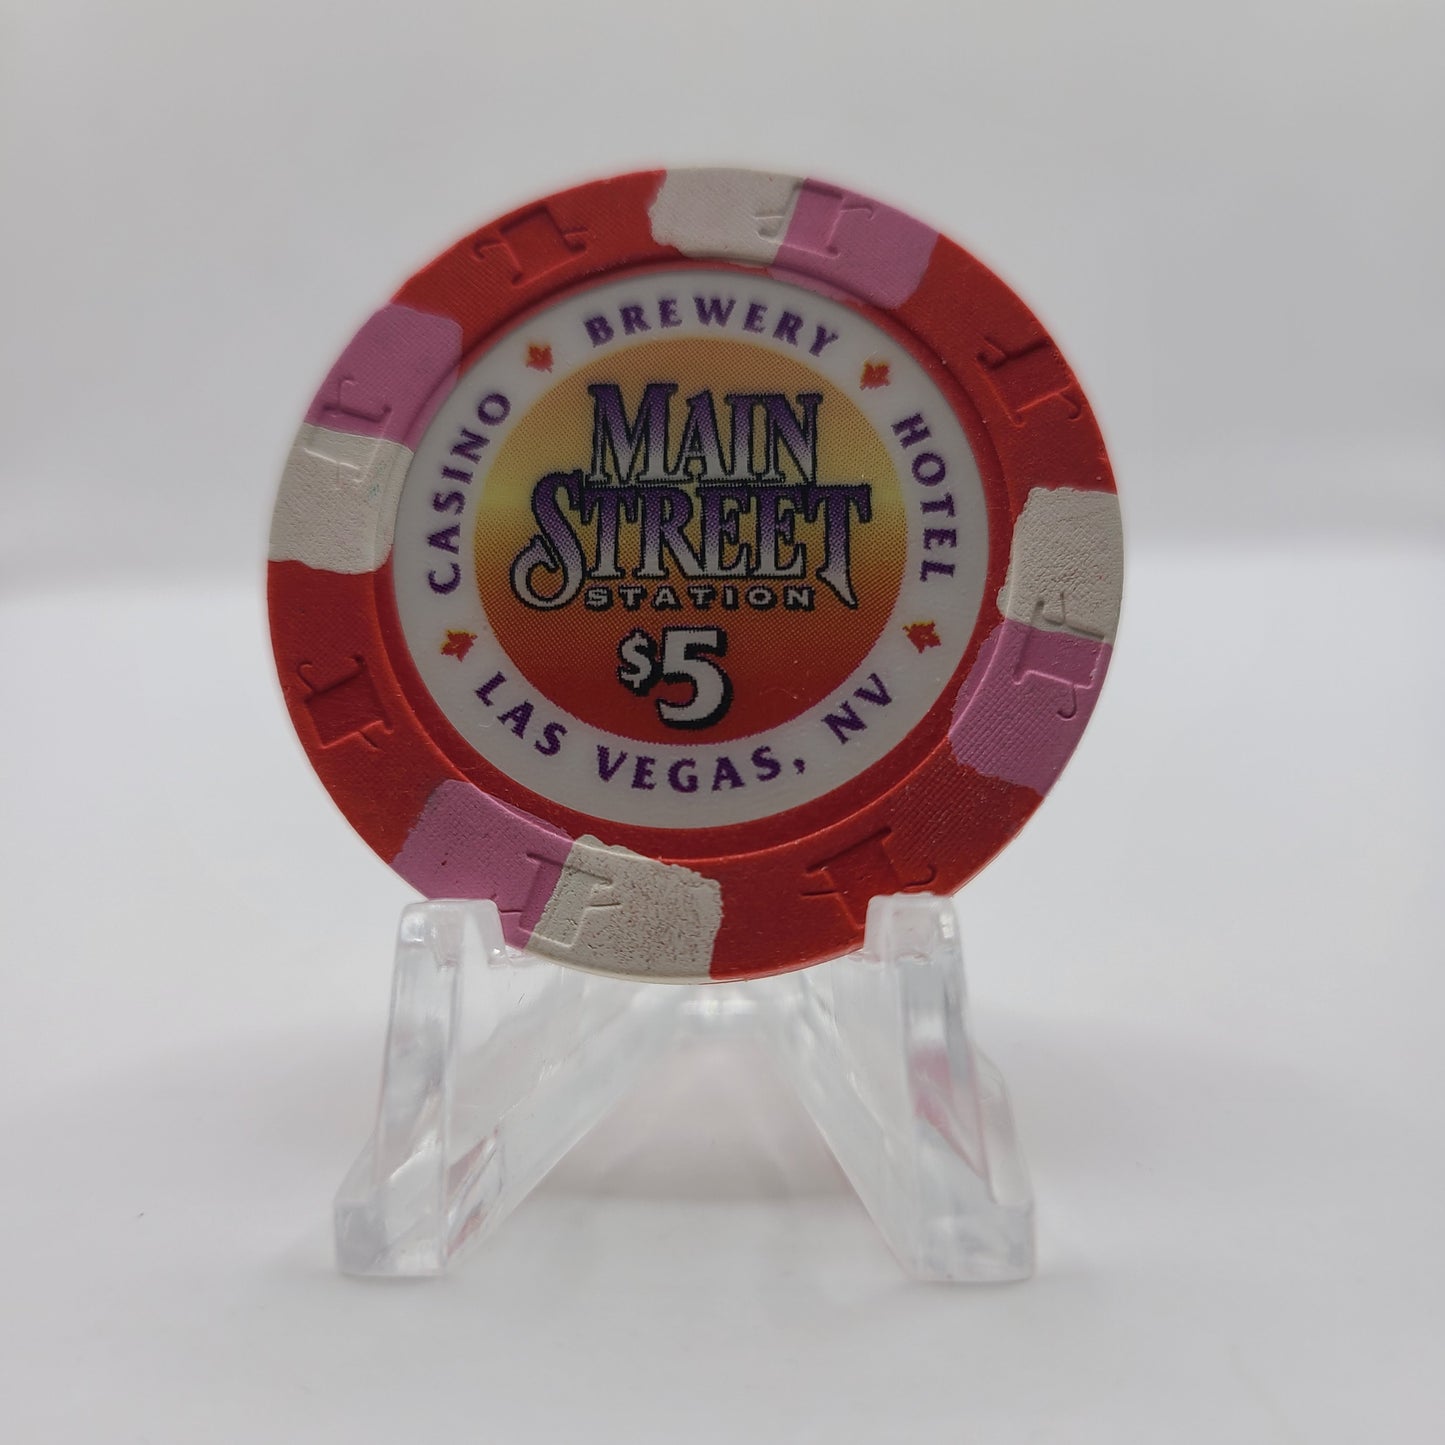 CASINO
BREWERY
HOTEL
MAIN
STREET
STATION
$5
LAS VEGAS, NV